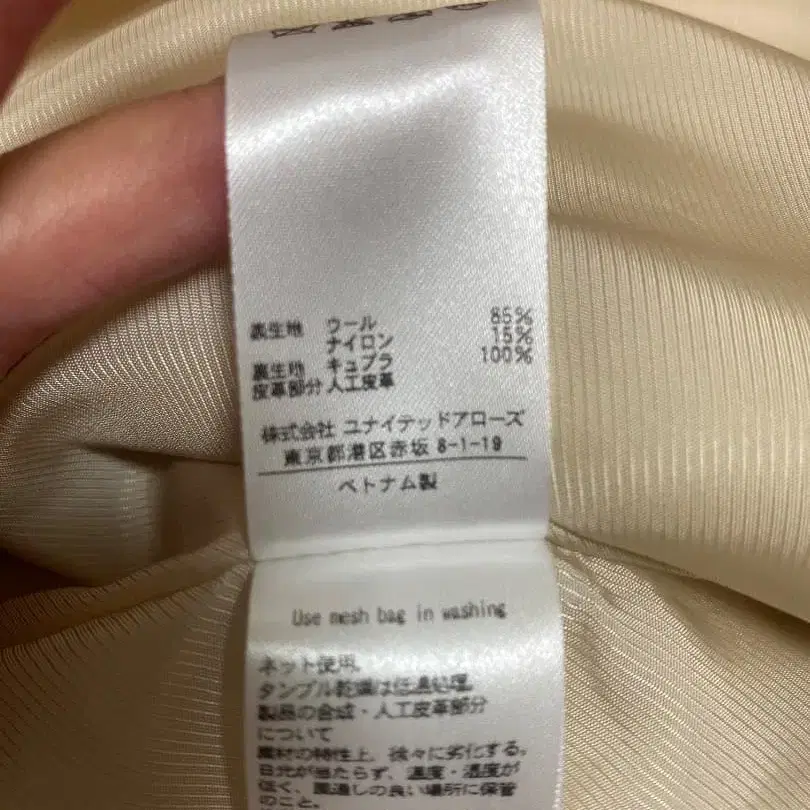 表生地 ウール 85%
ナイロン 15%
裏生地 キュプラ 100%
皮革部分 人工皮革
株式会社 ユナイテッドアローズ
東京都港区赤坂 8-1-19
ベトナム製
Use mesh bag in washing
ネット使用。
タンブル乾燥は低温処理。
製品の合成・人工皮革部分
について
素材の特性上、徐々に劣化する。
日光が当たらず、温度・湿度が
低く、風通しの良い場所に保管
のこと。